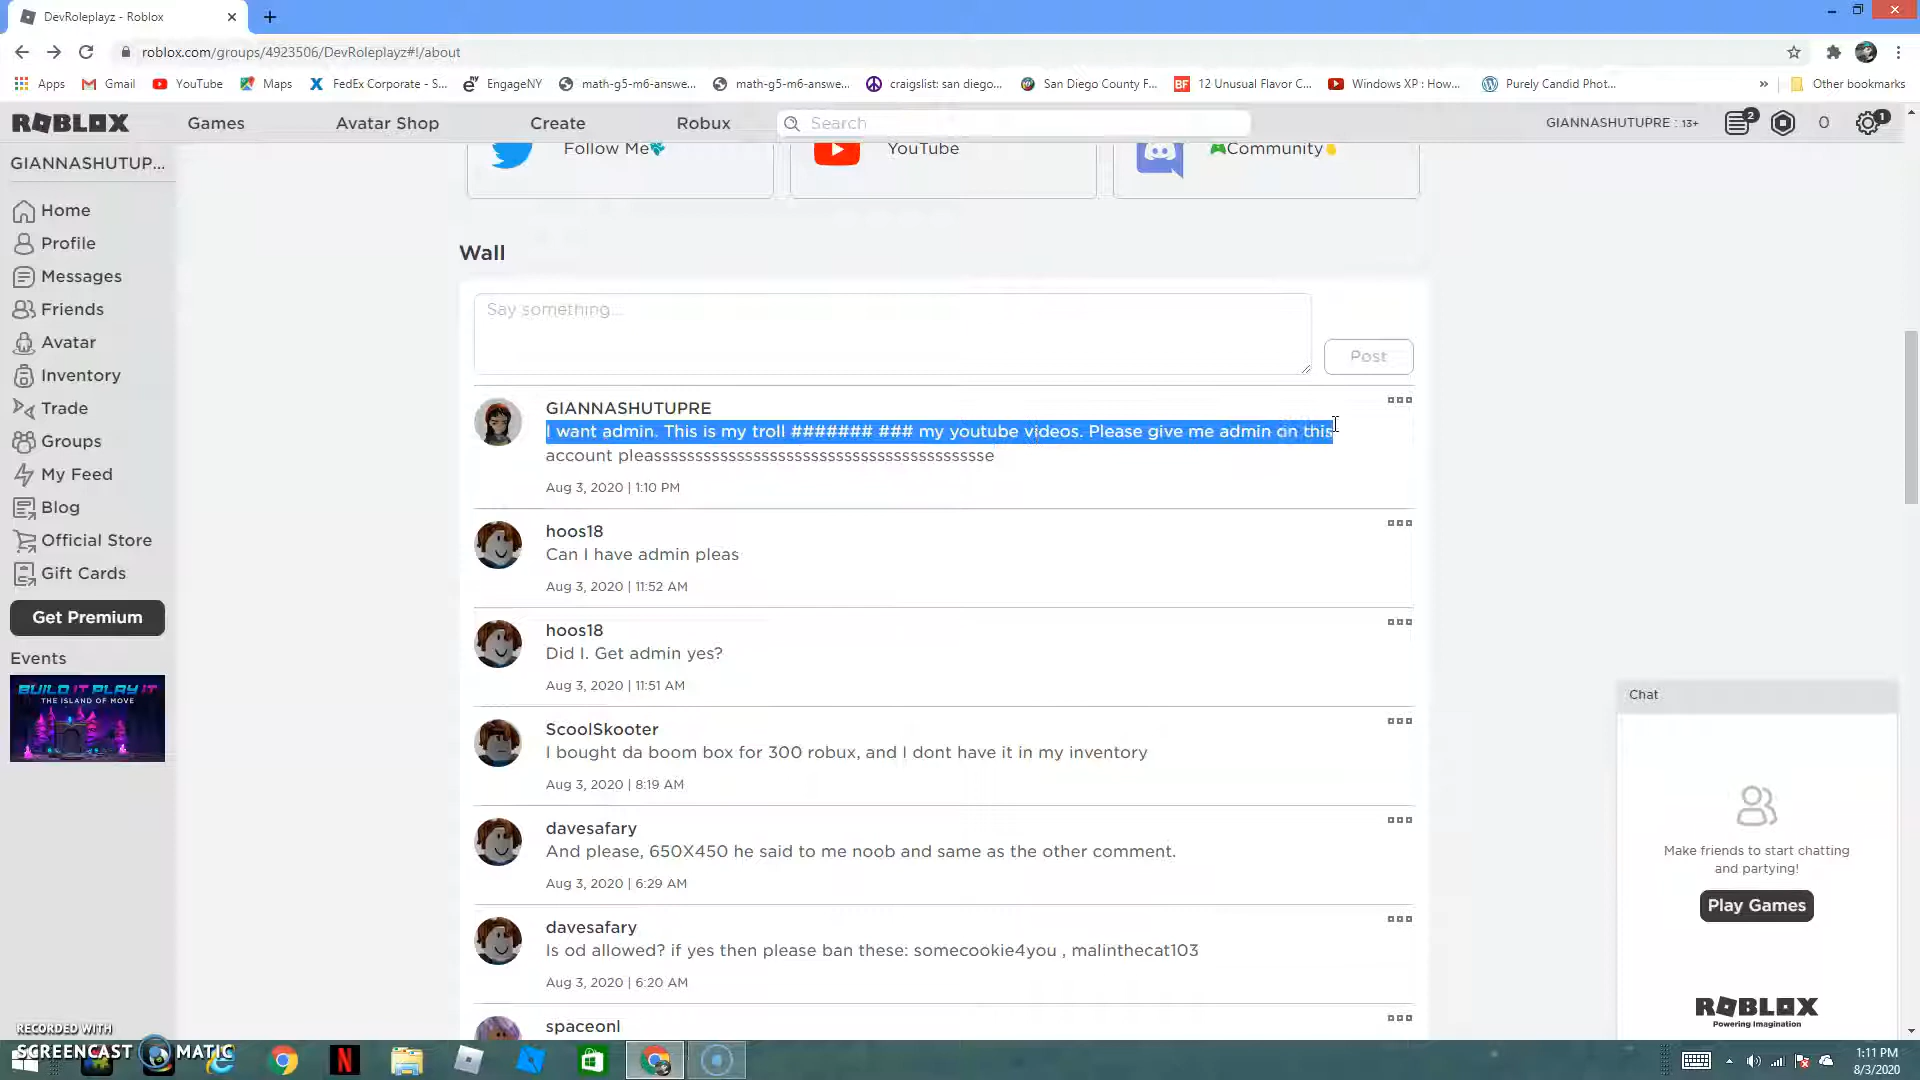 DevRoleplayz - Roblox
roblox.com/groups/4923506/DevRoleplayz#!/about
Apps Gmail YouTube Maps FedEx Corporate - S... EngageNY math-g5-m6-answe... math-g5-m6-answe... craigslist: san diego... San Diego County F... BF 12 Unusual Flavor C... Windows XP : How... Purely Candid Phot... » Other bookmarks
ROBLOX Games Avatar Shop Create Robux Search GIANNASHUTUPRE : 13+ 2 0 1
GIANNASHUTUP...
Home
Profile
Messages
Friends
Avatar
Inventory
Trade
Groups
My Feed
Blog
Official Store
Gift Cards
Get Premium
Events
BUILD IT PLAY IT
THE ISLAND OF MOVE
Follow Me YouTube Community
Wall
Say something...
Post
GIANNASHUTUPRE
I want admin. This is my troll ####### ### my youtube videos. Please give me admin on this
account pleassssssssssssssssssssssssssssssssssssssssse
Aug 3, 2020 | 1:10 PM
hoos18
Can I have admin pleas
Aug 3, 2020 | 11:52 AM
hoos18
Did I. Get admin yes?
Aug 3, 2020 | 11:51 AM
ScoolSkooter
I bought da boom box for 300 robux, and I dont have it in my inventory
Aug 3, 2020 | 8:19 AM
davesafary
And please, 650X450 he said to me noob and same as the other comment.
Aug 3, 2020 | 6:29 AM
davesafary
Is od allowed? if yes then please ban these: somecookie4you , malinthecat103
Aug 3, 2020 | 6:20 AM
spaceonl
Chat
Make friends to start chatting
and partying!
Play Games
ROBLOX
Powering Imagination
RECORDED WITH
SCREENCAST MATIC
1:11 PM
8/3/2020